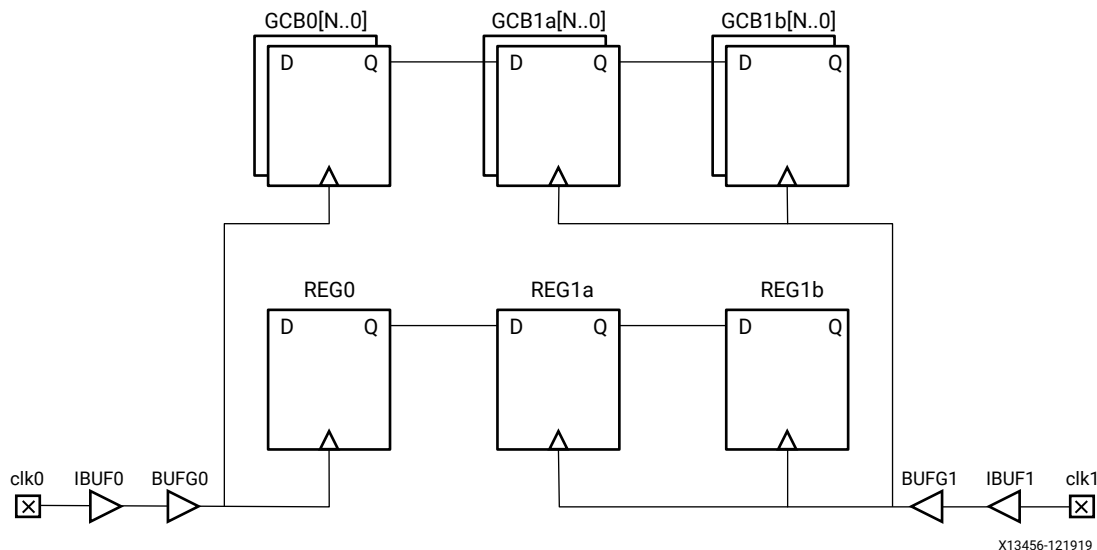 GCB0[N..0] GCB1a[N..0] GCB1b[N..0]
D Q D Q D Q
REG0 REG1a REG1b
D Q D Q D Q
clk0 IBUF0 BUFG0 BUFG1 IBUF1 clk1
X13456-121919